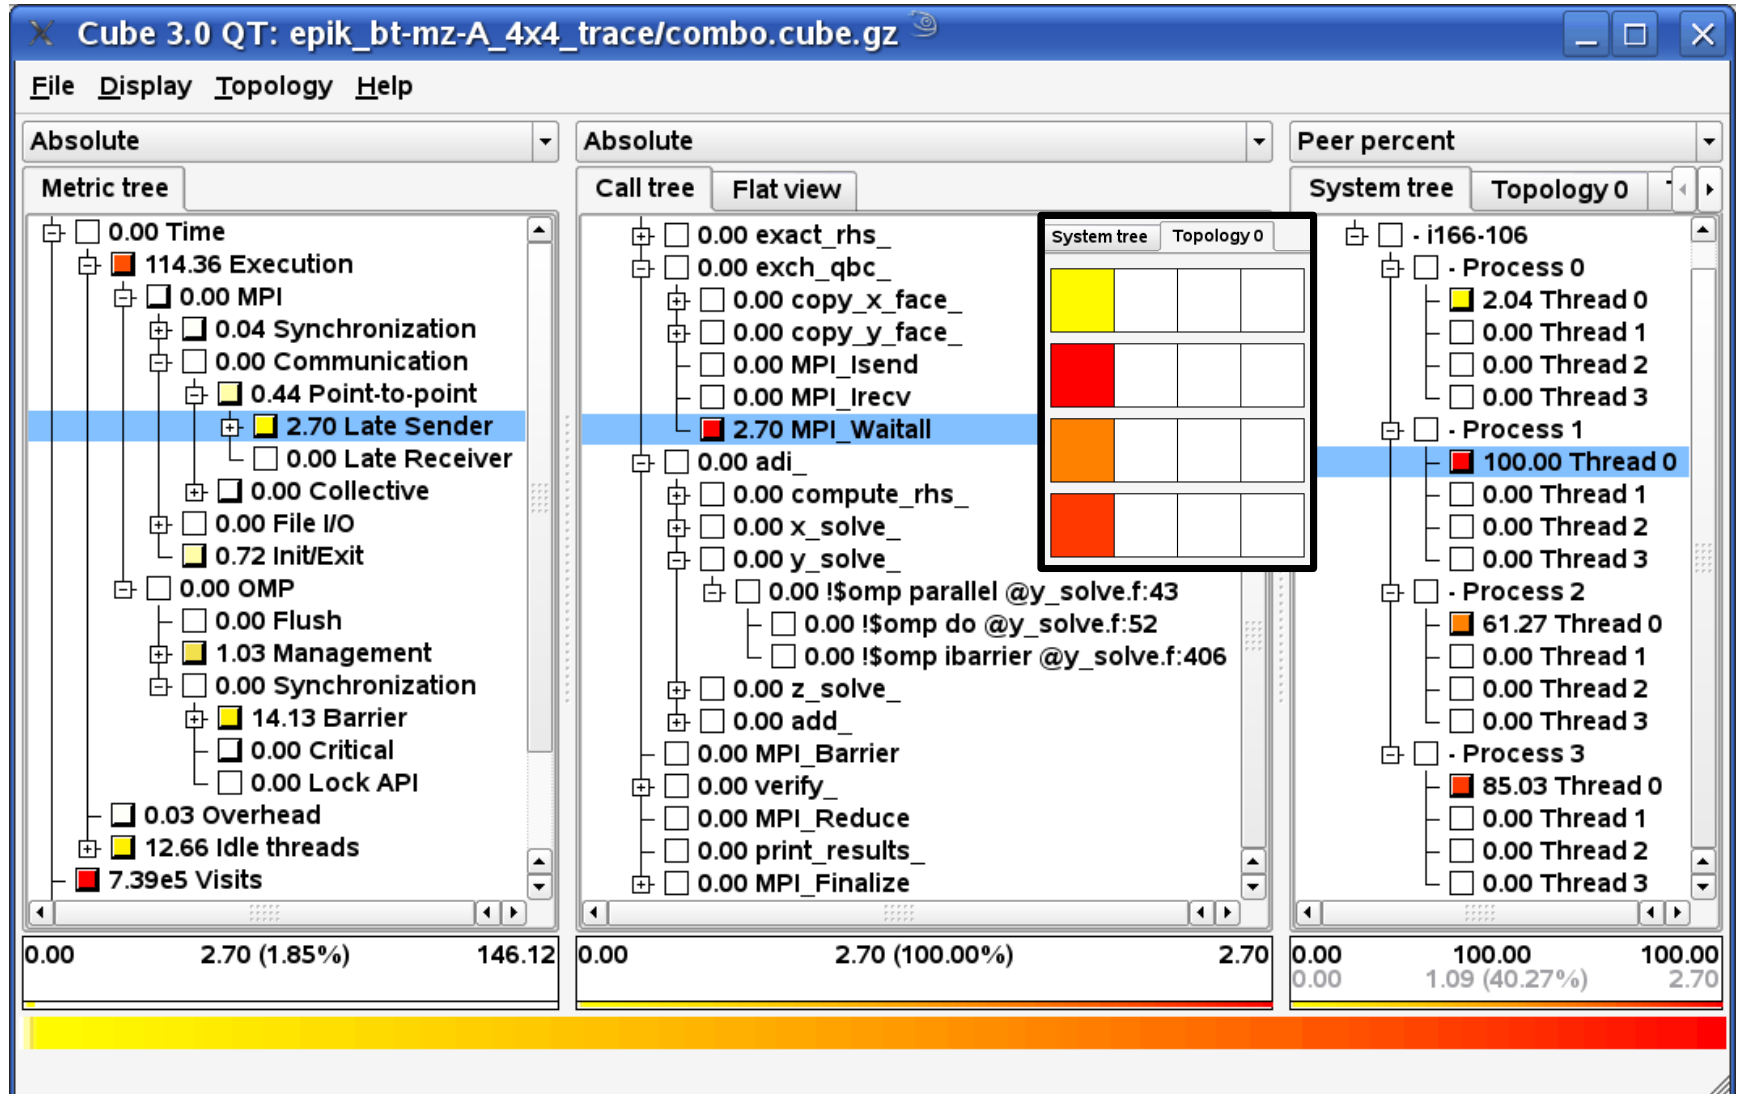 Cube 3.0 QT: epik_bt-mz-A_4x4_trace/combo.cube.gz
File Display Topology Help
Absolute
Metric tree
0.00 Time
114.36 Execution
0.00 MPI
0.04 Synchronization
0.00 Communication
0.44 Point-to-point
2.70 Late Sender
0.00 Late Receiver
0.00 Collective
0.00 File I/O
0.72 Init/Exit
0.00 OMP
0.00 Flush
1.03 Management
0.00 Synchronization
14.13 Barrier
0.00 Critical
0.00 Lock API
0.03 Overhead
12.66 Idle threads
7.39e5 Visits
0.00 2.70 (1.85%) 146.12
Absolute
Call tree Flat view
0.00 exact_rhs_
0.00 exch_qbc_
0.00 copy_x_face_
0.00 copy_y_face_
0.00 MPI_Isend
0.00 MPI_Irecv
2.70 MPI_Waitall
0.00 adi_
0.00 compute_rhs_
0.00 x_solve_
0.00 y_solve_
0.00 !$omp parallel @y_solve.f:43
0.00 !$omp do @y_solve.f:52
0.00 !$omp ibarrier @y_solve.f:406
0.00 z_solve_
0.00 add_
0.00 MPI_Barrier
0.00 verify_
0.00 MPI_Reduce
0.00 print_results_
0.00 MPI_Finalize
0.00 2.70 (100.00%) 2.70
System tree Topology 0
Peer percent
System tree Topology 0
- i166-106
- Process 0
2.04 Thread 0
0.00 Thread 1
0.00 Thread 2
0.00 Thread 3
- Process 1
100.00 Thread 0
0.00 Thread 1
0.00 Thread 2
0.00 Thread 3
- Process 2
61.27 Thread 0
0.00 Thread 1
0.00 Thread 2
0.00 Thread 3
- Process 3
85.03 Thread 0
0.00 Thread 1
0.00 Thread 2
0.00 Thread 3
0.00 100.00 100.00
0.00 1.09 (40.27%) 2.70